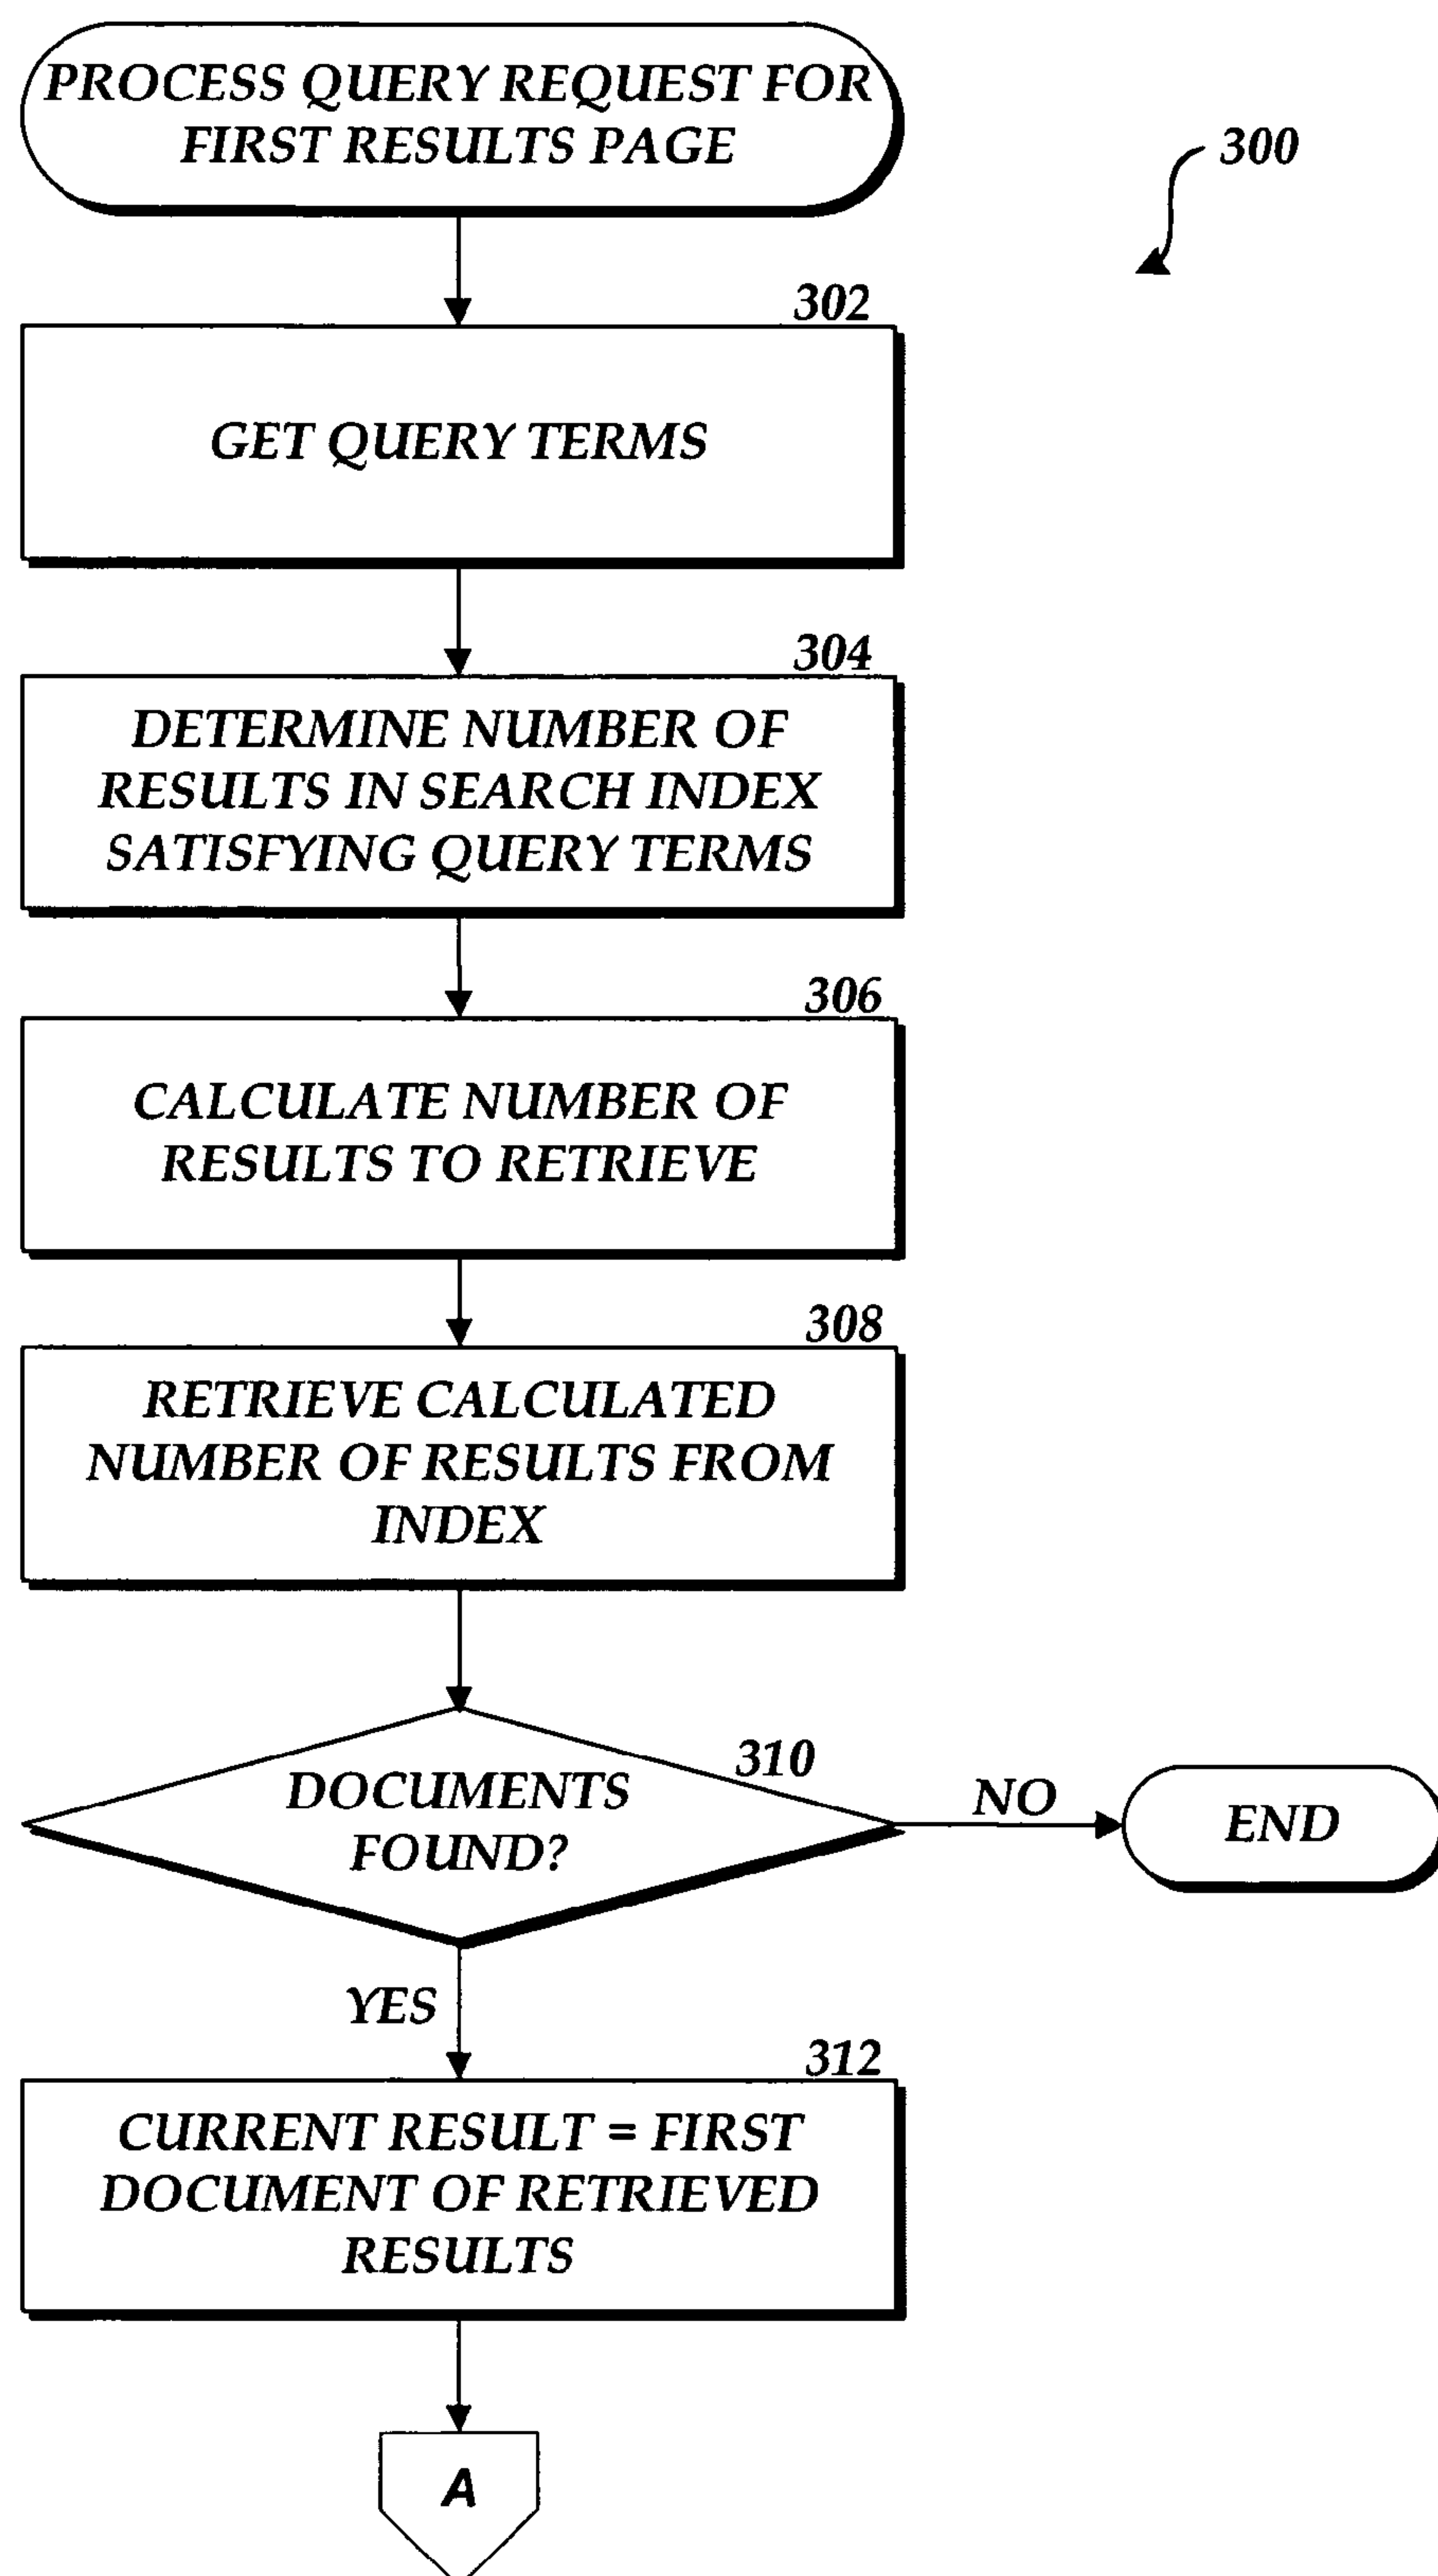 PROCESS QUERY REQUEST FOR
FIRST RESULTS PAGE
300
302
GET QUERY TERMS
304
DETERMINE NUMBER OF
RESULTS IN SEARCH INDEX
SATISFYING QUERY TERMS
306
CALCULATE NUMBER OF
RESULTS TO RETRIEVE
308
RETRIEVE CALCULATED
NUMBER OF RESULTS FROM
INDEX
310
DOCUMENTS
FOUND?
NO
END
YES
312
CURRENT RESULT = FIRST
DOCUMENT OF RETRIEVED
RESULTS
A